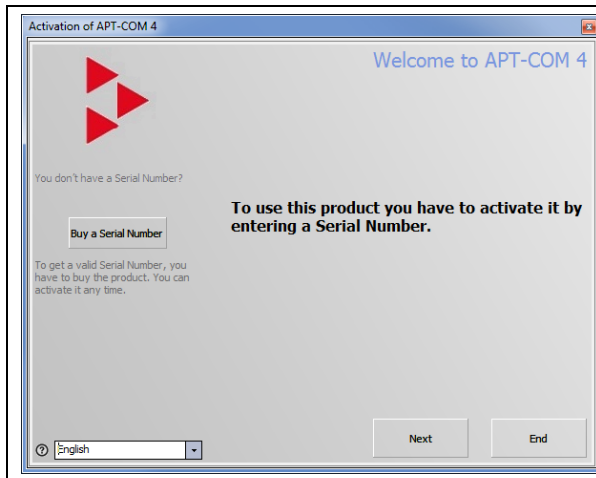 Activation of APT-COM 4
Welcome to APT-COM 4
You don't have a Serial Number?
Buy a Serial Number
To get a valid Serial Number, you
have to buy the product. You can
activate it any time.
To use this product you have to activate it by
entering a Serial Number.
English
Next
End